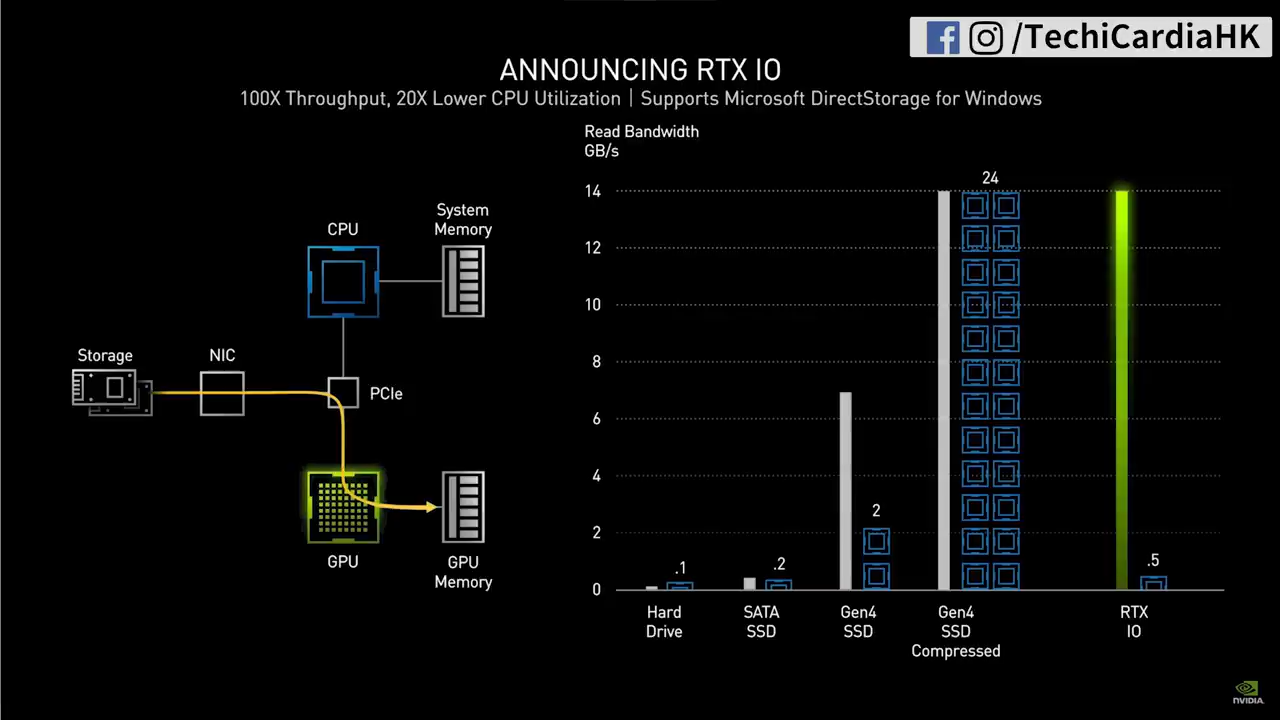 /TechiCardiaHK
ANNOUNCING RTX IO
100X Throughput, 20X Lower CPU Utilization | Supports Microsoft DirectStorage for Windows
Read Bandwidth
GB/s
CPU
System
Memory
Storage
NIC
PCIe
GPU
GPU
Memory
14
12
10
8
6
4
2
0
.1
.2
2
24
.5
Hard
Drive
SATA
SSD
Gen4
SSD
Gen4
SSD
Compressed
RTX
IO
NVIDIA.